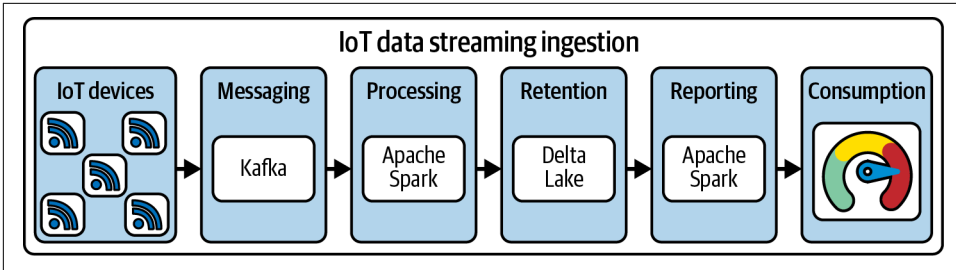 IoT data streaming ingestion
IoT devices
Messaging
Processing
Retention
Reporting
Consumption
Kafka
Apache
Spark
Delta
Lake
Apache
Spark